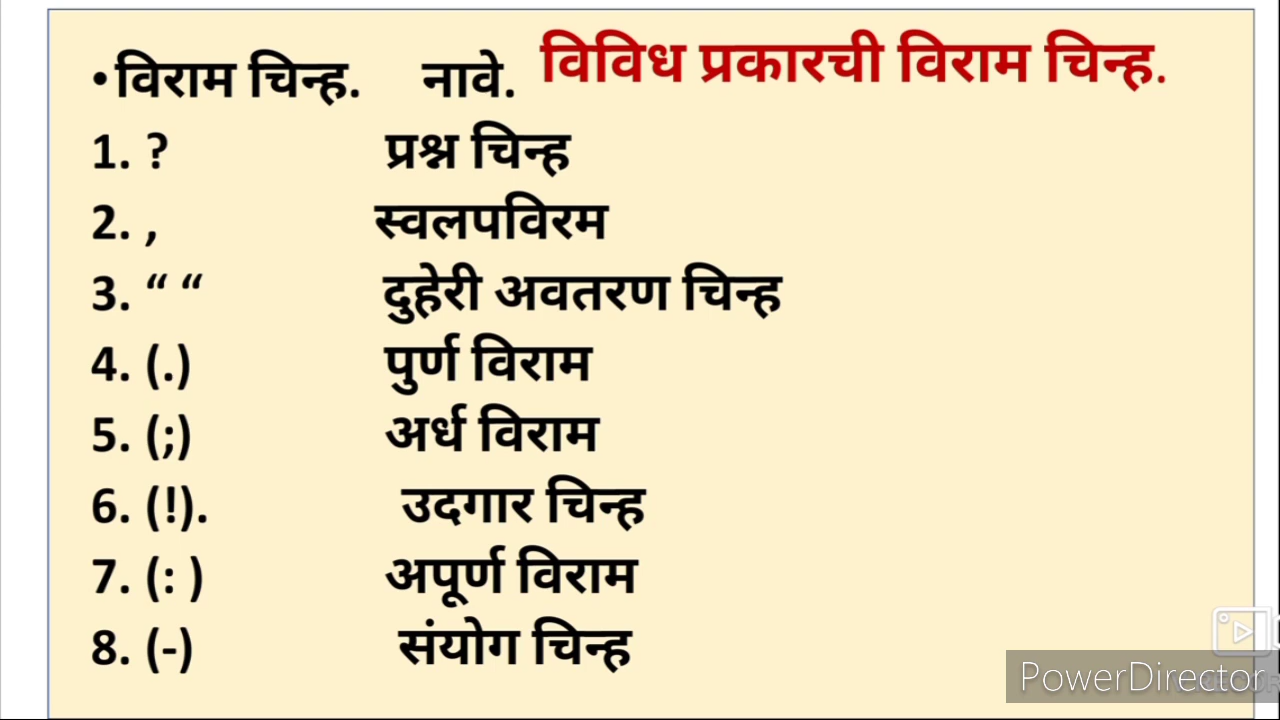 •विराम चिन्ह. नावे. विविध प्रकारची विराम चिन्ह.
1. ? प्रश्न चिन्ह
2. , स्वलपविरम
3. “ “ दुहेरी अवतरण चिन्ह
4. (.) पुर्ण विराम
5. (;) अर्ध विराम
6. (!). उदगार चिन्ह
7. (: ) अपूर्ण विराम
8. (-) संयोग चिन्ह
PowerDirector